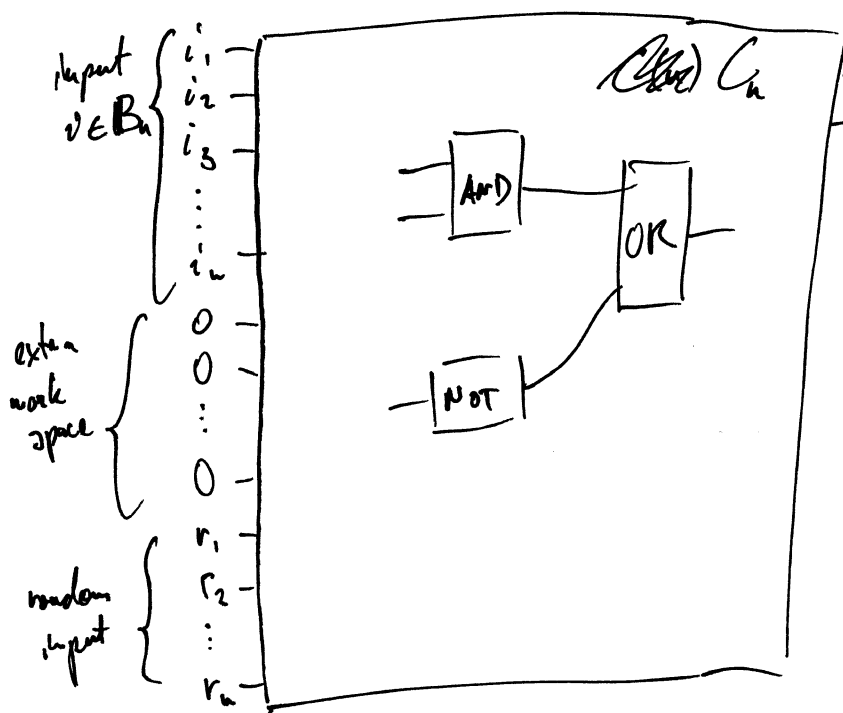 input
i ∈ B_n
i_1
i_2
i_3
⋮
i_n
C_n
AND
OR
NOT
extra
work
space
0
0
⋮
0
random
input
r_1
r_2
⋮
r_n